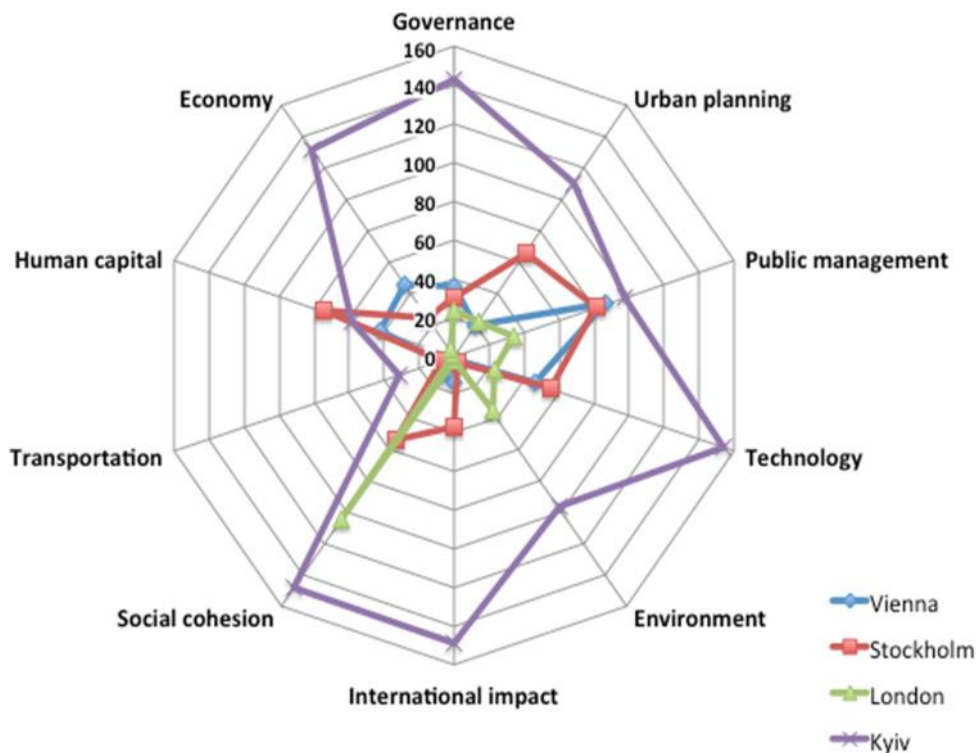 Governance
160
140
120
100
80
60
40
20
0
Urban planning
Public management
Technology
Environment
International impact
Social cohesion
Transportation
Human capital
Economy
Vienna
Stockholm
London
Kyiv